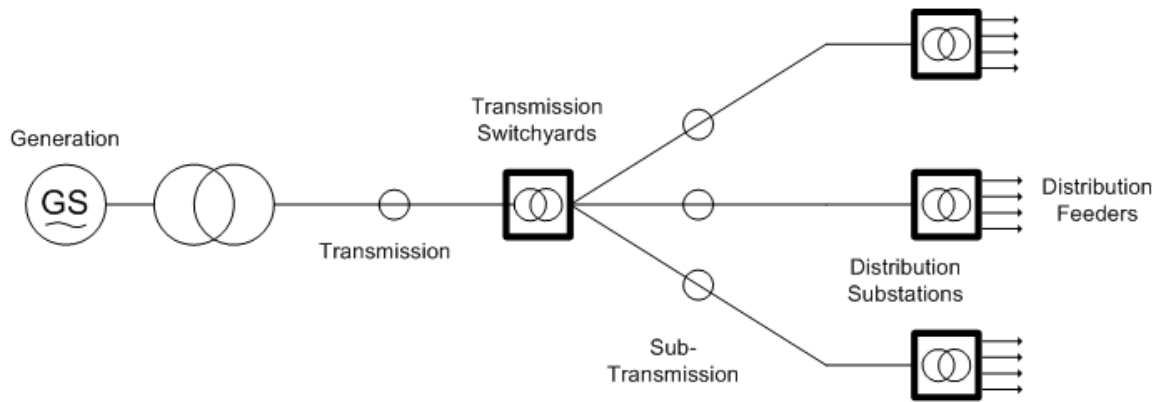 Generation
GS
Transmission
Transmission
Switchyards
Sub-
Transmission
Distribution
Substations
Distribution
Feeders